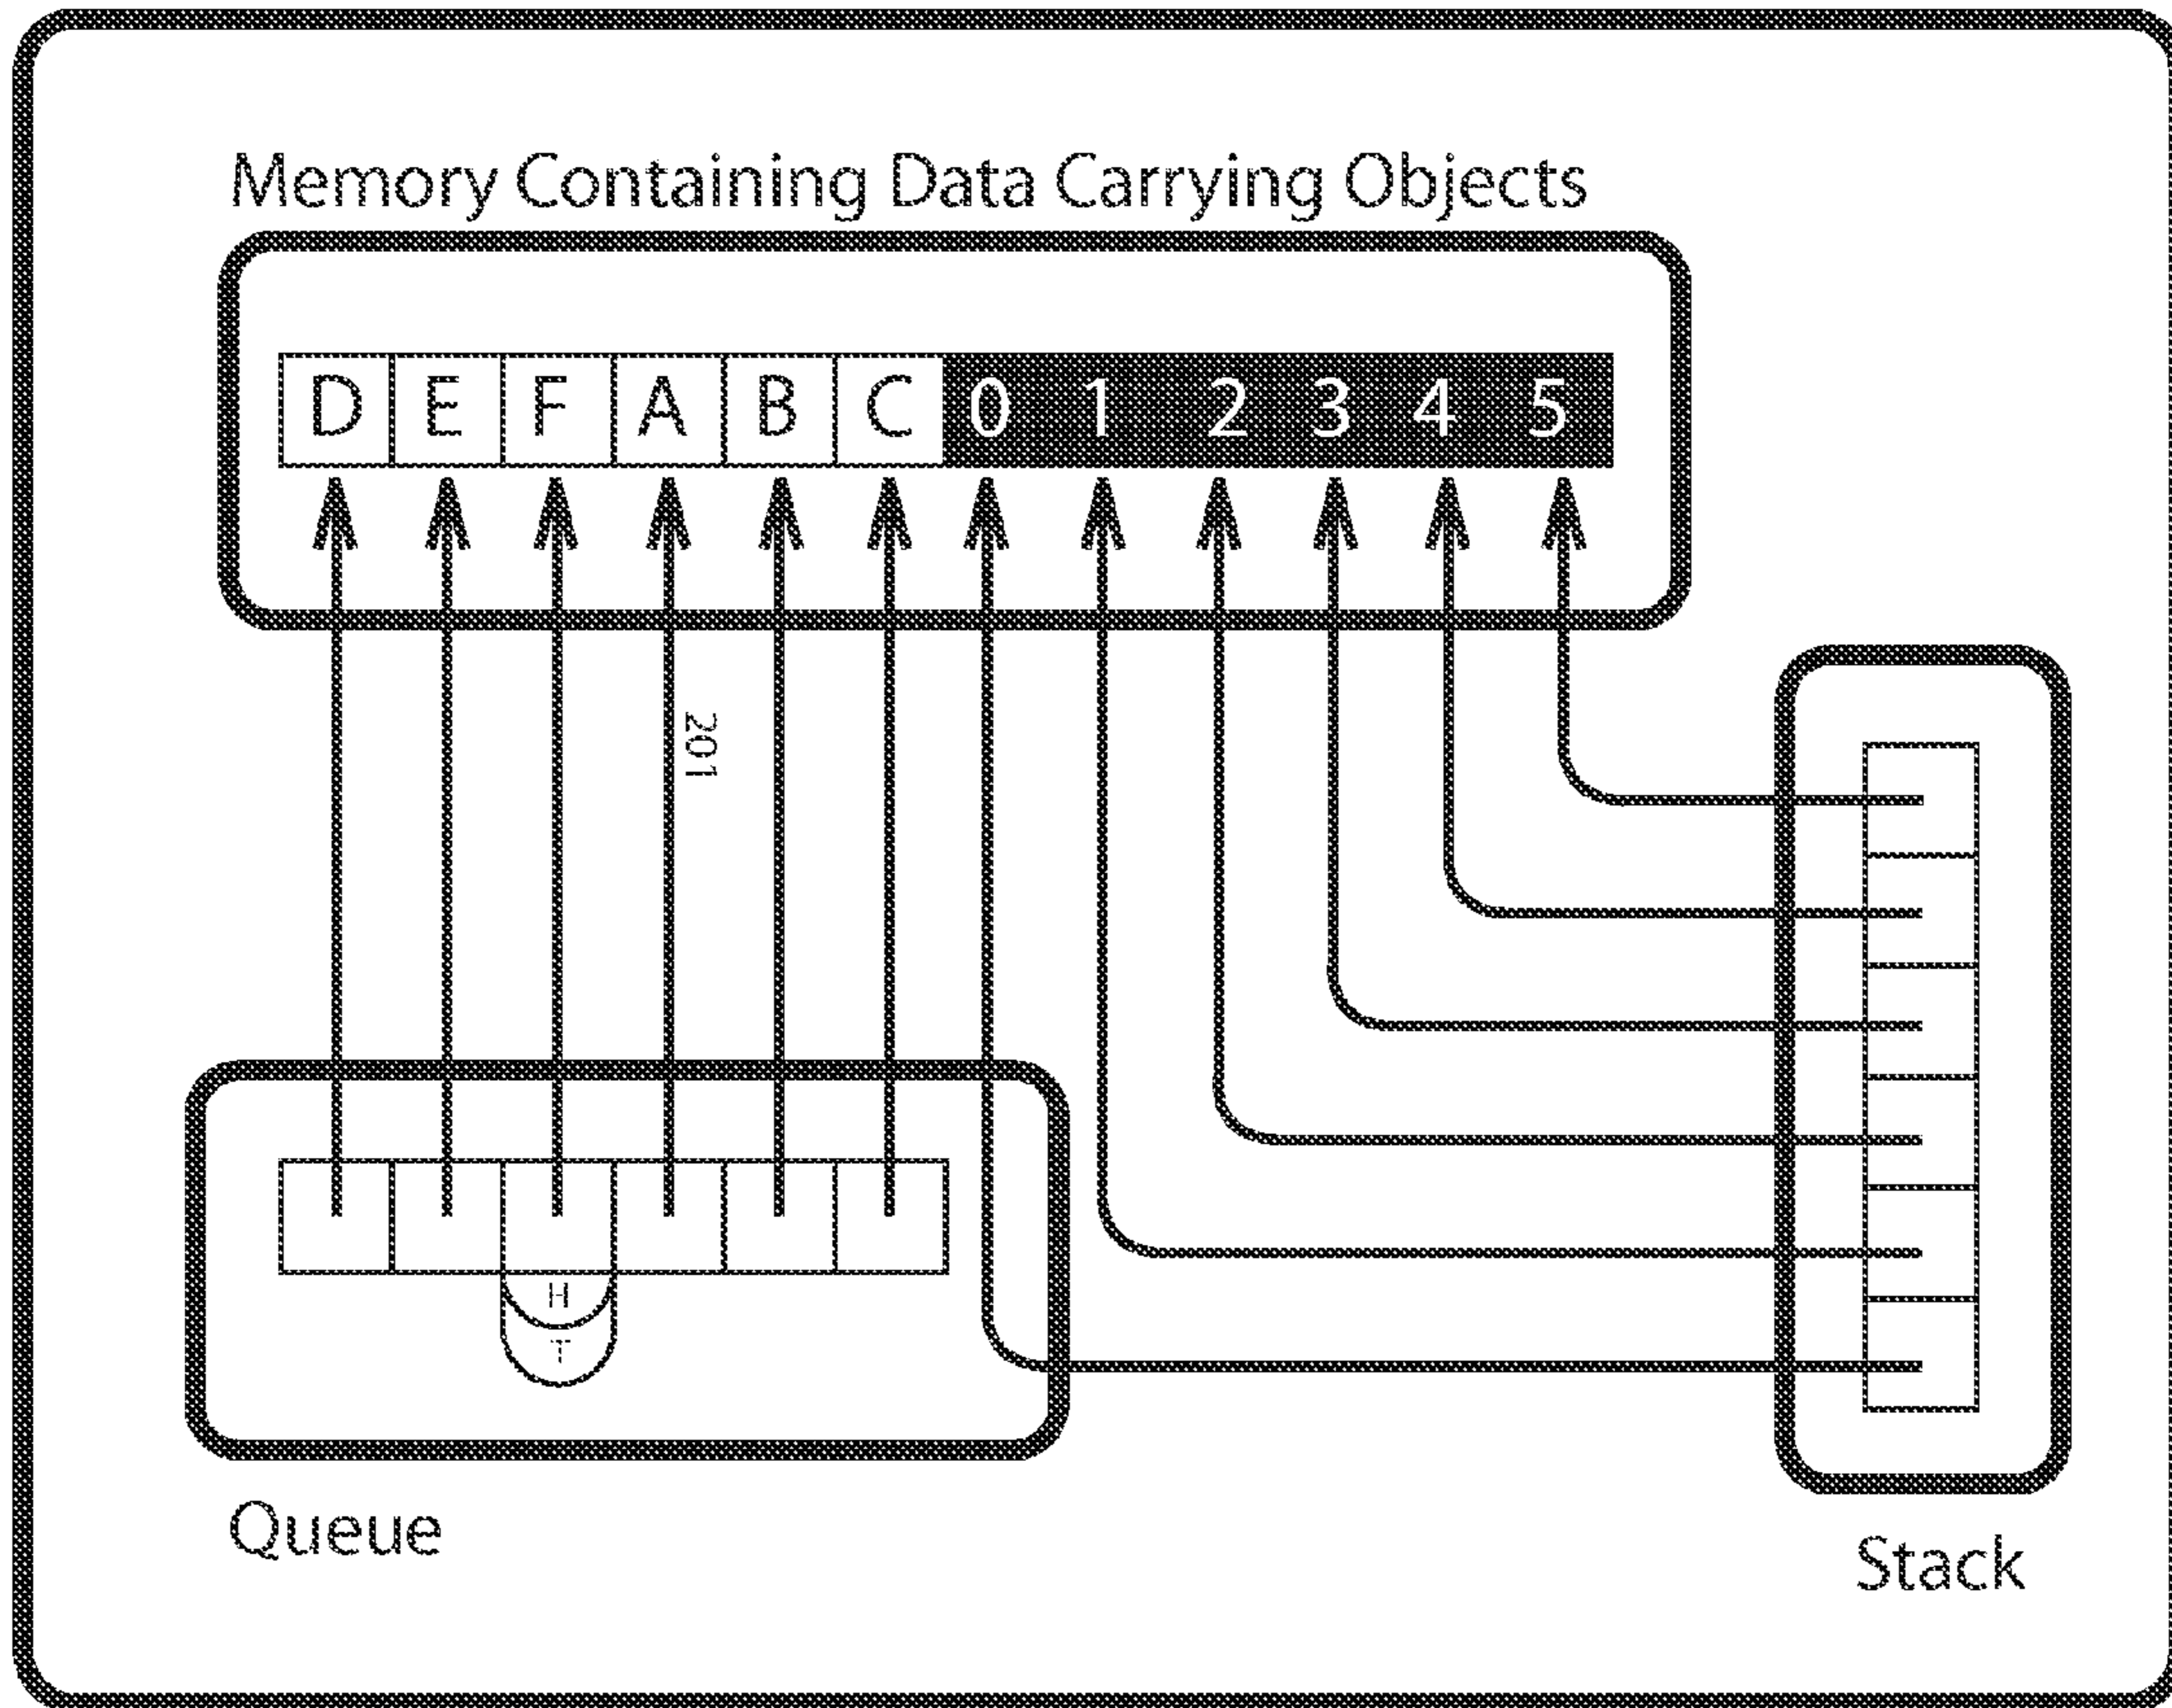 Memory Containing Data Carrying Objects
D E F A B C 0 1 2 3 4 5
201
H
T
Queue
Stack